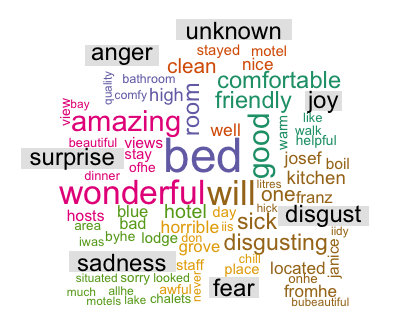 unknown
anger
stayed motel
clean nice
bathroom
quality
comfy high
room
comfortable
friendly
joy
view
bay
amazing
well
good
warm
like
walk
helpful
beautiful views
surprise
stay
ofhe
bed
josef boil
kitchen
dinner
wonderful
will
litres
one
franz
hosts
blue hotel day
hick
sick
disgust
area
bad
horrible
iis
iwas
byhe lodge
don
grove
disgusting
janice
iidy
sadness
staff
chill
place
located
onhe
situated sorry looked
never
fear
fromhe
much
allhe
awful
bubeautiful
motels lake chalets